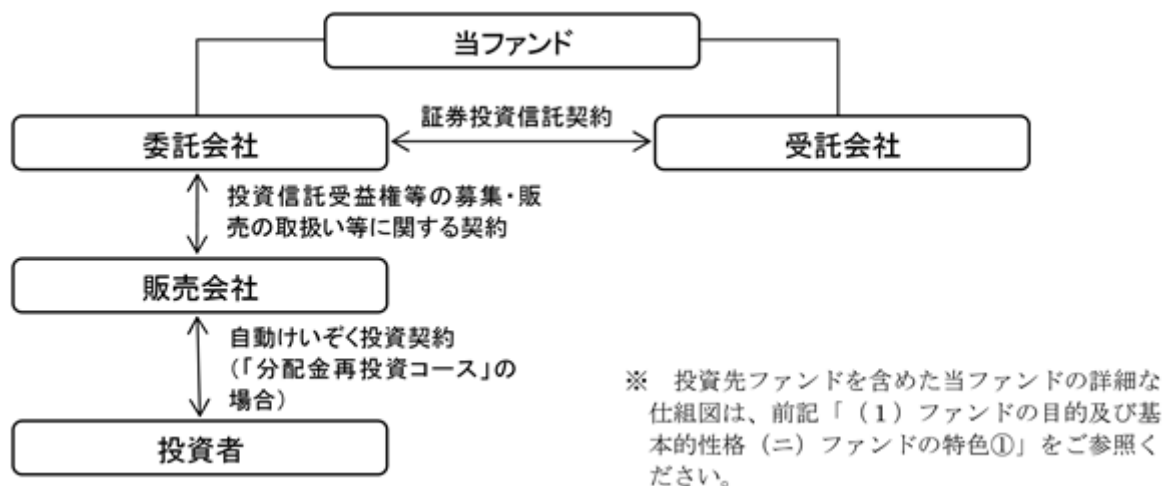 当ファンド
証券投資信託契約
委託会社
受託会社
投資信託受益権等の募集・販
売の取扱い等に関する契約
販売会社
自動けいぞく投資契約
(「分配金再投資コース」の
場合)
投資者
※　投資先ファンドを含めた当ファンドの詳細な
仕組図は、前記「（１）ファンドの目的及び基
本的性格（ニ）ファンドの特色①」をご参照く
ださい。